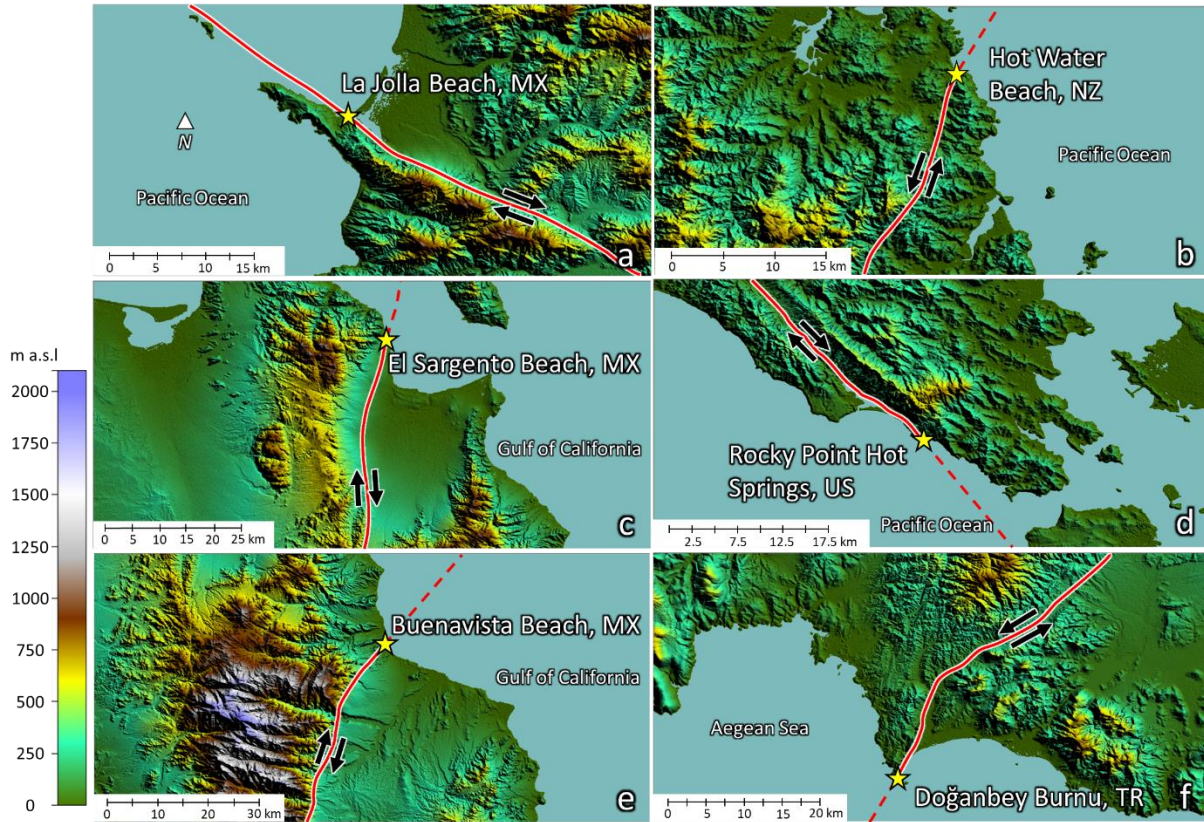 La Jolla Beach, MX
N
Pacific Ocean
0 5 10 15 km
a
Hot Water
Beach, NZ
Pacific Ocean
0 5 10 15 km
b
El Sargento Beach, MX
Gulf of California
0 5 10 15 20 25 km
c
Rocky Point Hot
Springs, US
Pacific Ocean
2.5 7.5 12.5 17.5 km
d
m a.s.l
2000
1750
1500
1250
1000
750
500
250
0
Buenavista Beach, MX
Gulf of California
0 10 20 30 km
e
Aegean Sea
Doğanbey Burnu, TR
0 5 10 15 20 km
f